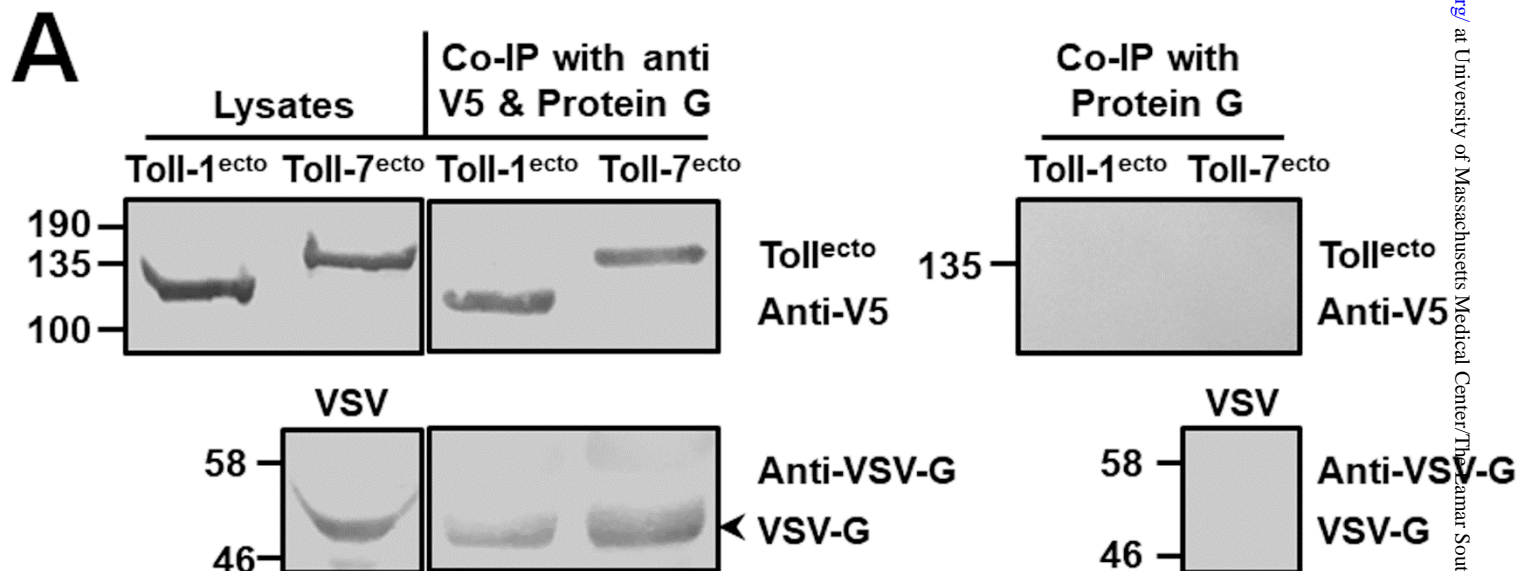 A
Lysates
Co-IP with anti
V5 & Protein G
Co-IP with
Protein G
Toll-1ecto Toll-7ecto Toll-1ecto Toll-7ecto
Toll-1ecto Toll-7ecto
190
135
100
Tollecto
Anti-V5
135
Tollecto
Anti-V5
VSV
58
46
Anti-VSV-G
VSV-G
VSV
58
46
Anti-VSV-G
VSV-G
rg/ at University of Massachusetts Medical Center/The Lamar Sout